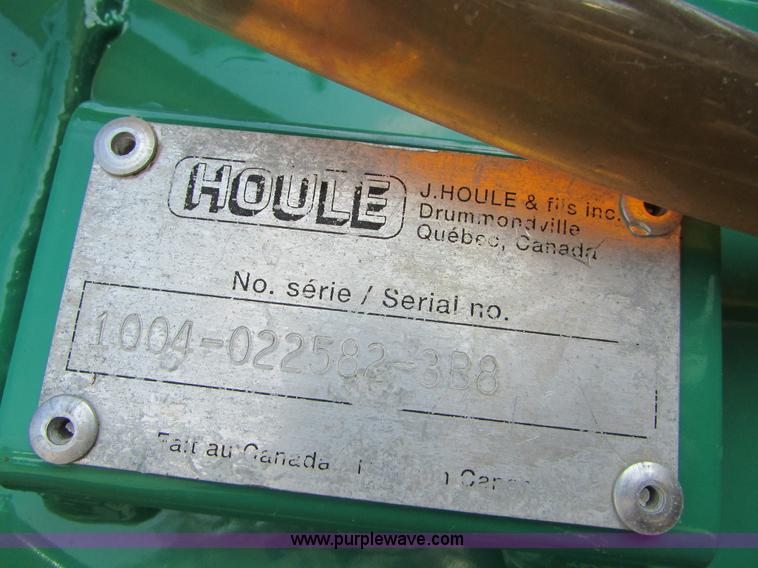 HOULE
J.HOULE & fils inc.
Drummondville
Québec, Canada
No. série / Serial no.
1004-022582-3B8
Fait au Canada
www.purplewave.com